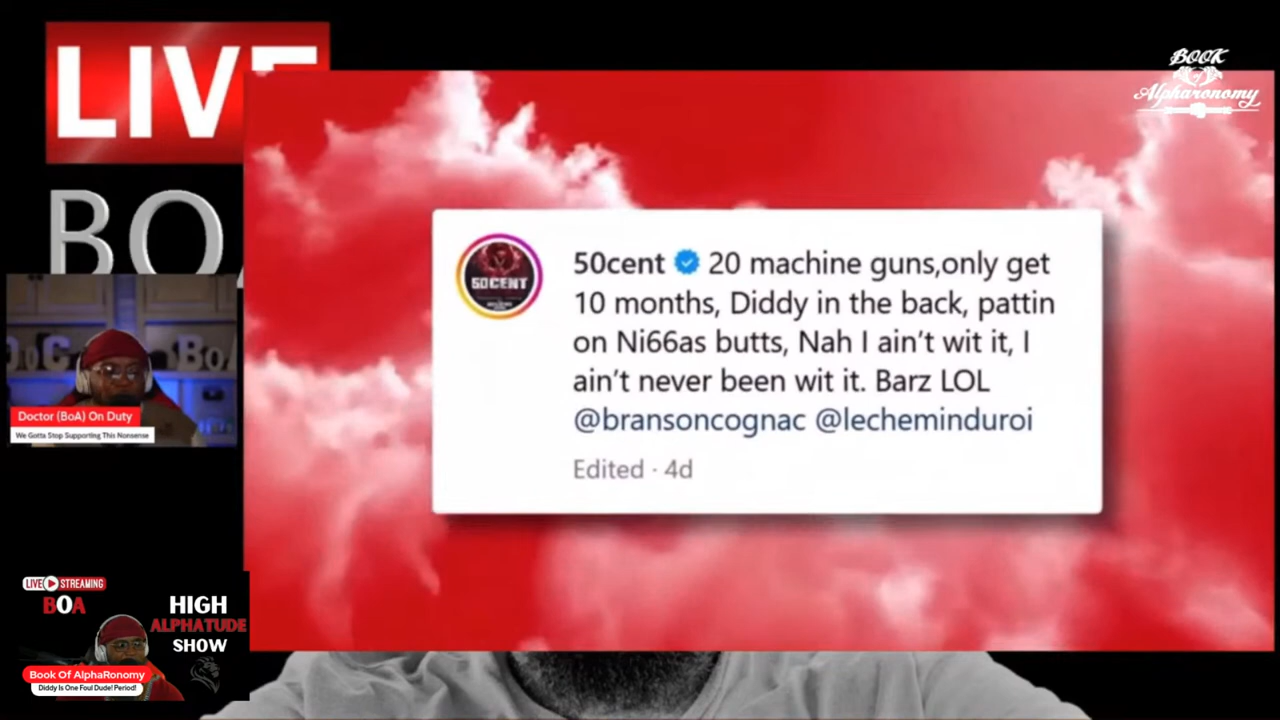 LIVE
BOOK
of
Alpharonomy
BOA
50cent 20 machine guns,only get
10 months, Diddy in the back, pattin
on Ni66as butts, Nah I ain't wit it, I
ain't never been wit it. Barz LOL
@bransoncognac @lecheminduroi
Edited · 4d
50CENT
Doctor (BoA) On Duty
We Gotta Stop Supporting This Nonsense
LIVE STREAMING
BOA
HIGH
ALPHATUDE
SHOW
Book Of AlphaRonomy
Diddy Is One Foul Dude! Period!